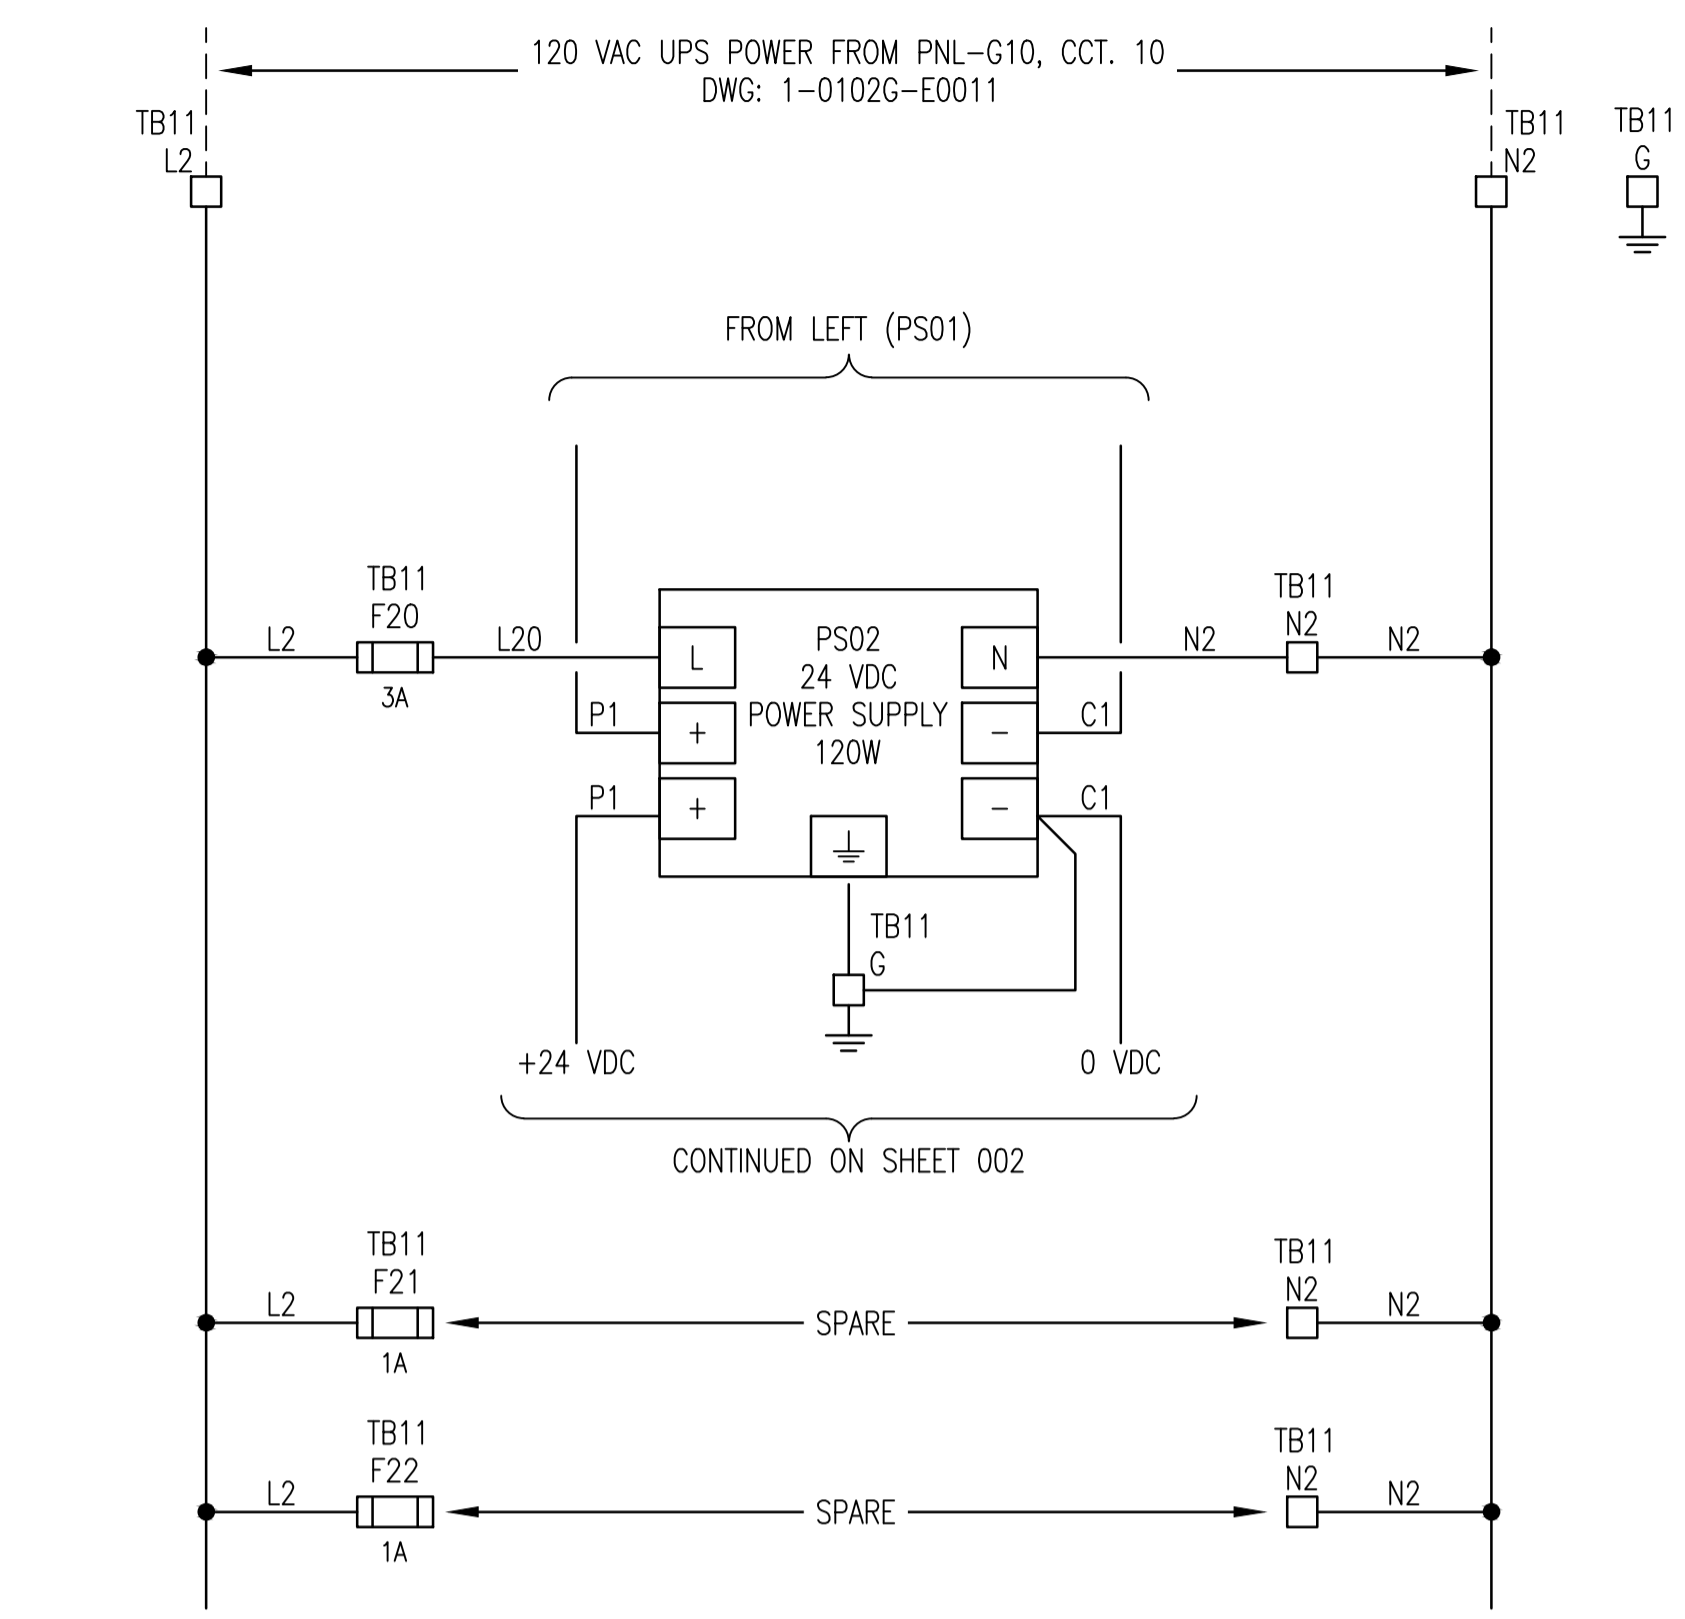 120 VAC UPS POWER FROM PNL-G10, CCT. 10
DWG: 1-0102G-E0011
TB11
L2
TB11
N2
TB11
G
FROM LEFT (PS01)
TB11
F20
L2
L20
3A
PS02
24 VDC
POWER SUPPLY
120W
L
N
+
-
+
-
P1
C1
P1
C1
N2
TB11
N2
N2
TB11
G
+24 VDC
0 VDC
CONTINUED ON SHEET 002
TB11
F21
L2
1A
SPARE
TB11
N2
N2
TB11
F22
L2
1A
SPARE
TB11
N2
N2